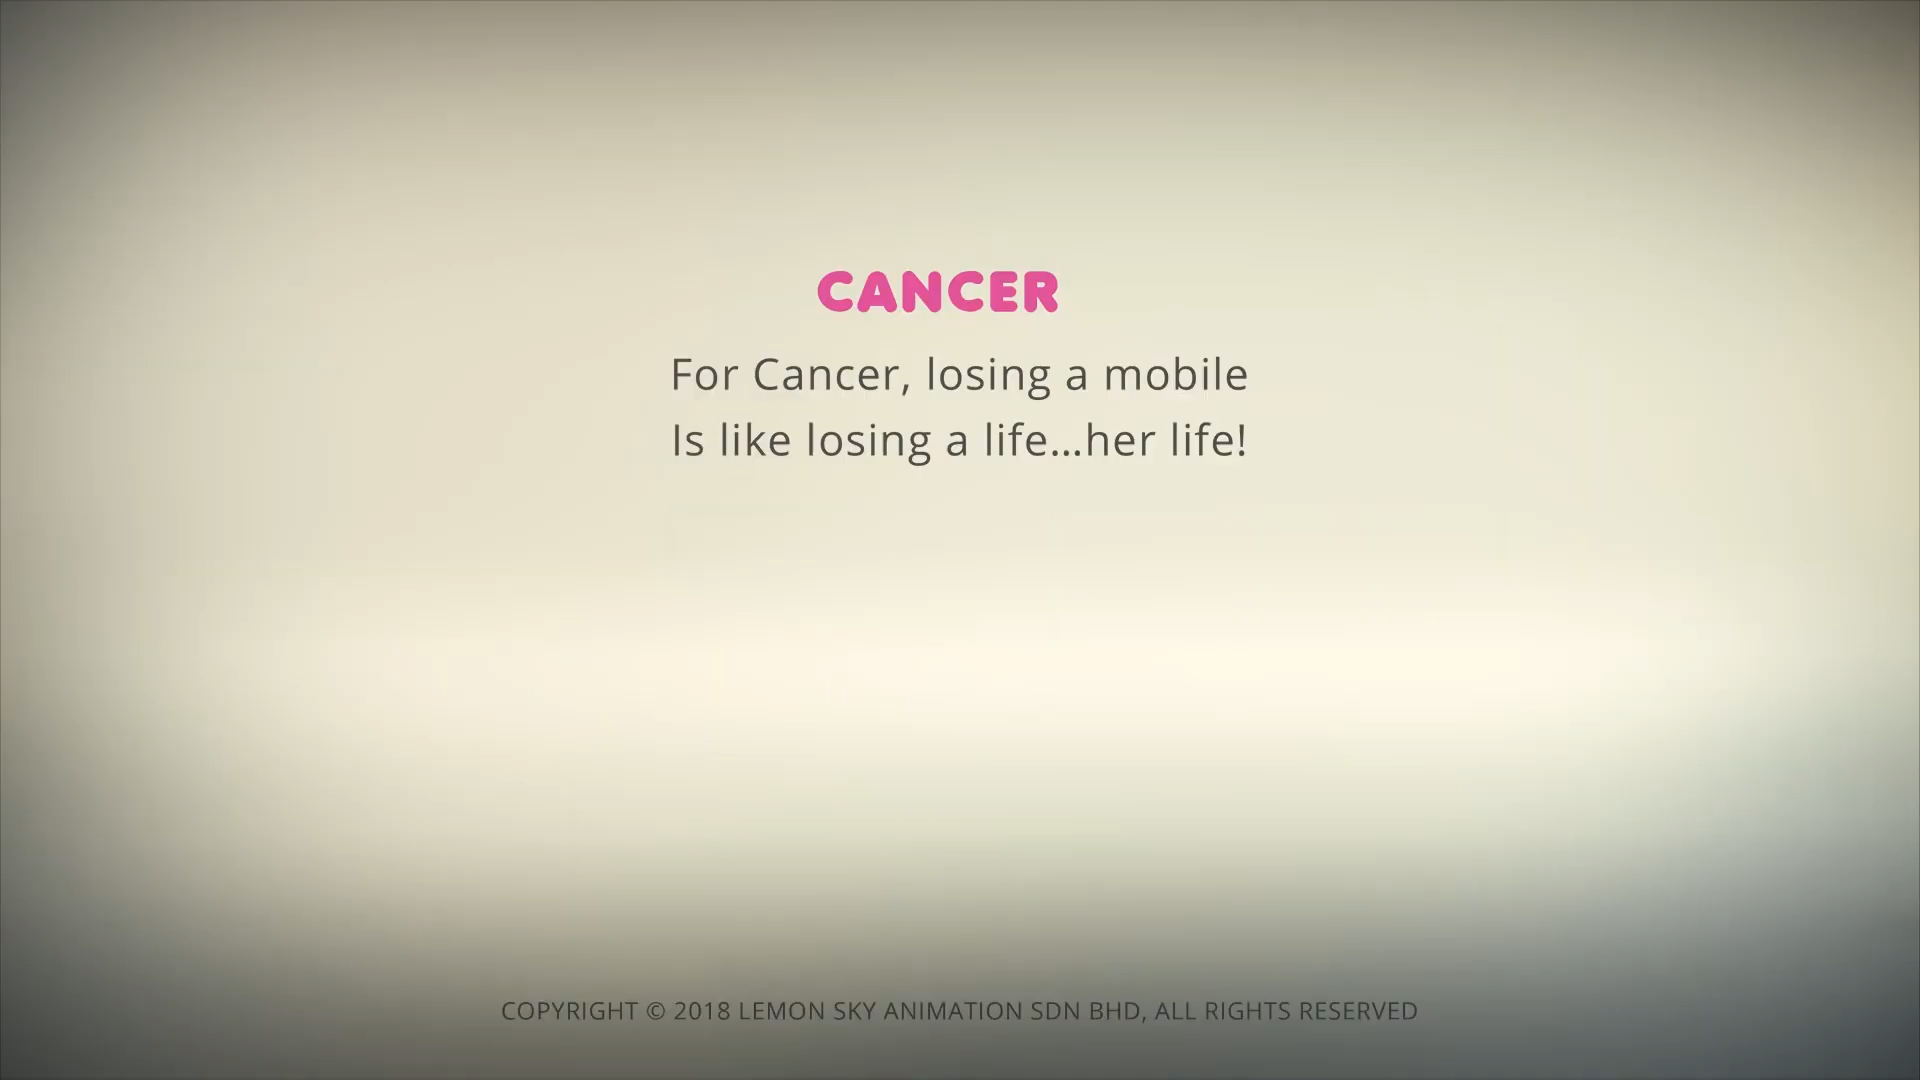 CANCER
For Cancer, losing a mobile
Is like losing a life...her life!
COPYRIGHT © 2018 LEMON SKY ANIMATION SDN BHD, ALL RIGHTS RESERVED